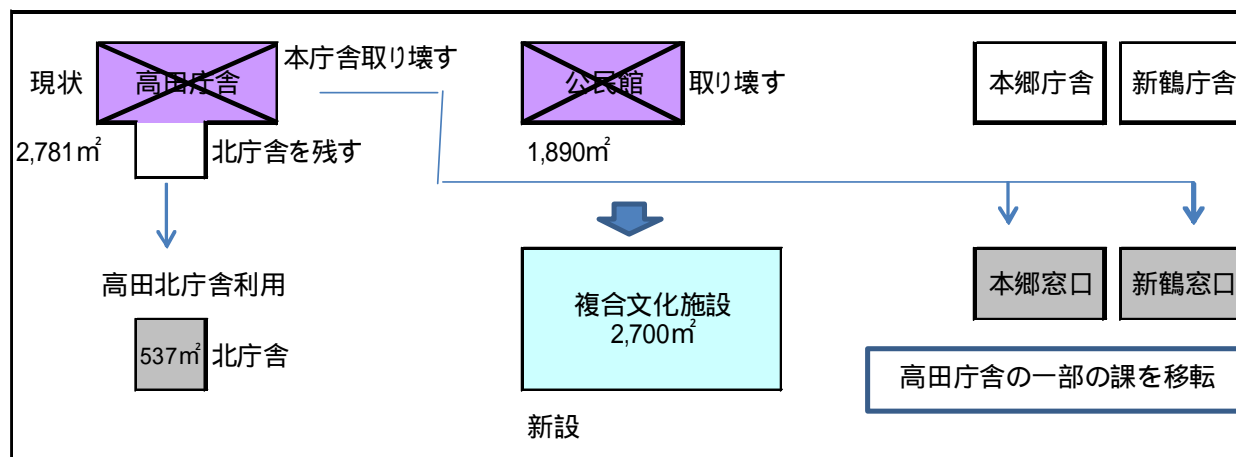 本庁舎取り壊す
現状
高田庁舎
公民館
取り壊す
本郷庁舎
新鶴庁舎
2,781㎡
北庁舎を残す
1,890㎡
高田北庁舎利用
複合文化施設
2,700㎡
本郷窓口
新鶴窓口
537㎡
北庁舎
高田庁舎の一部の課を移転
新設